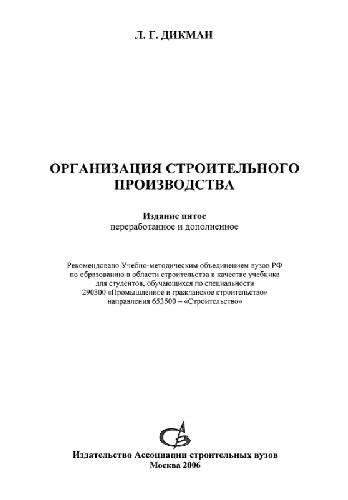 Л. Г. ДИКМАН
ОРГАНИЗАЦИЯ СТРОИТЕЛЬНОГО
ПРОИЗВОДСТВА
Издание пятое
переработанное и дополненное
Рекомендовано Учебно-методическим объединением вузов РФ
по образованию в области строительства в качестве учебника
для студентов, обучающихся по специальности
290300 «Промышленное и гражданское строительство»
направления 653500 – «Строительство»
Издательство Ассоциации строительных вузов
Москва 2006